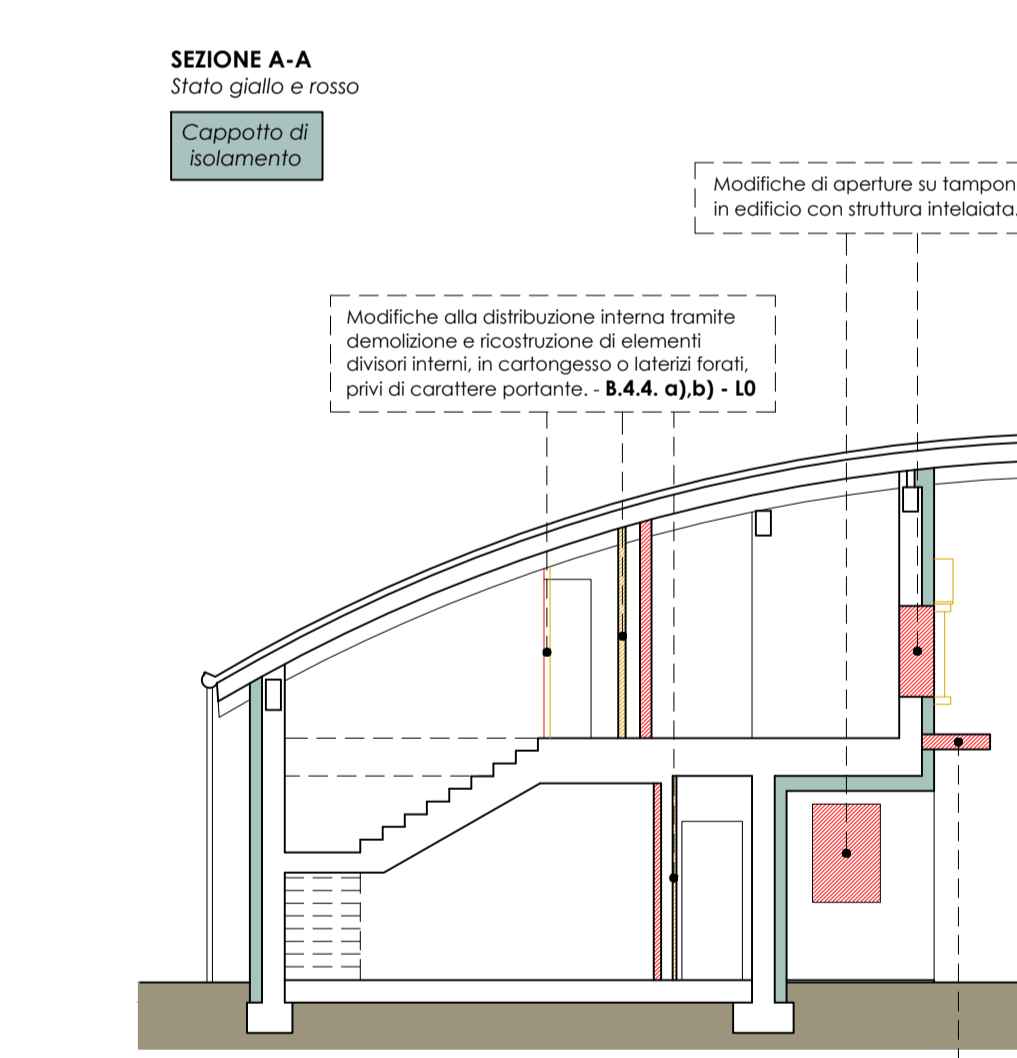 SEZIONE A-A
Stato giallo e rosso
Cappotto di
isolamento
Modifiche di aperture su tampon
in edificio con struttura intelaiata.
Modifiche alla distribuzione interna tramite
demolizione e ricostruzione di elementi
divisori interni, in cartongesso o laterizi forati,
privi di carattere portante. - B.4.4. a),b) - L0